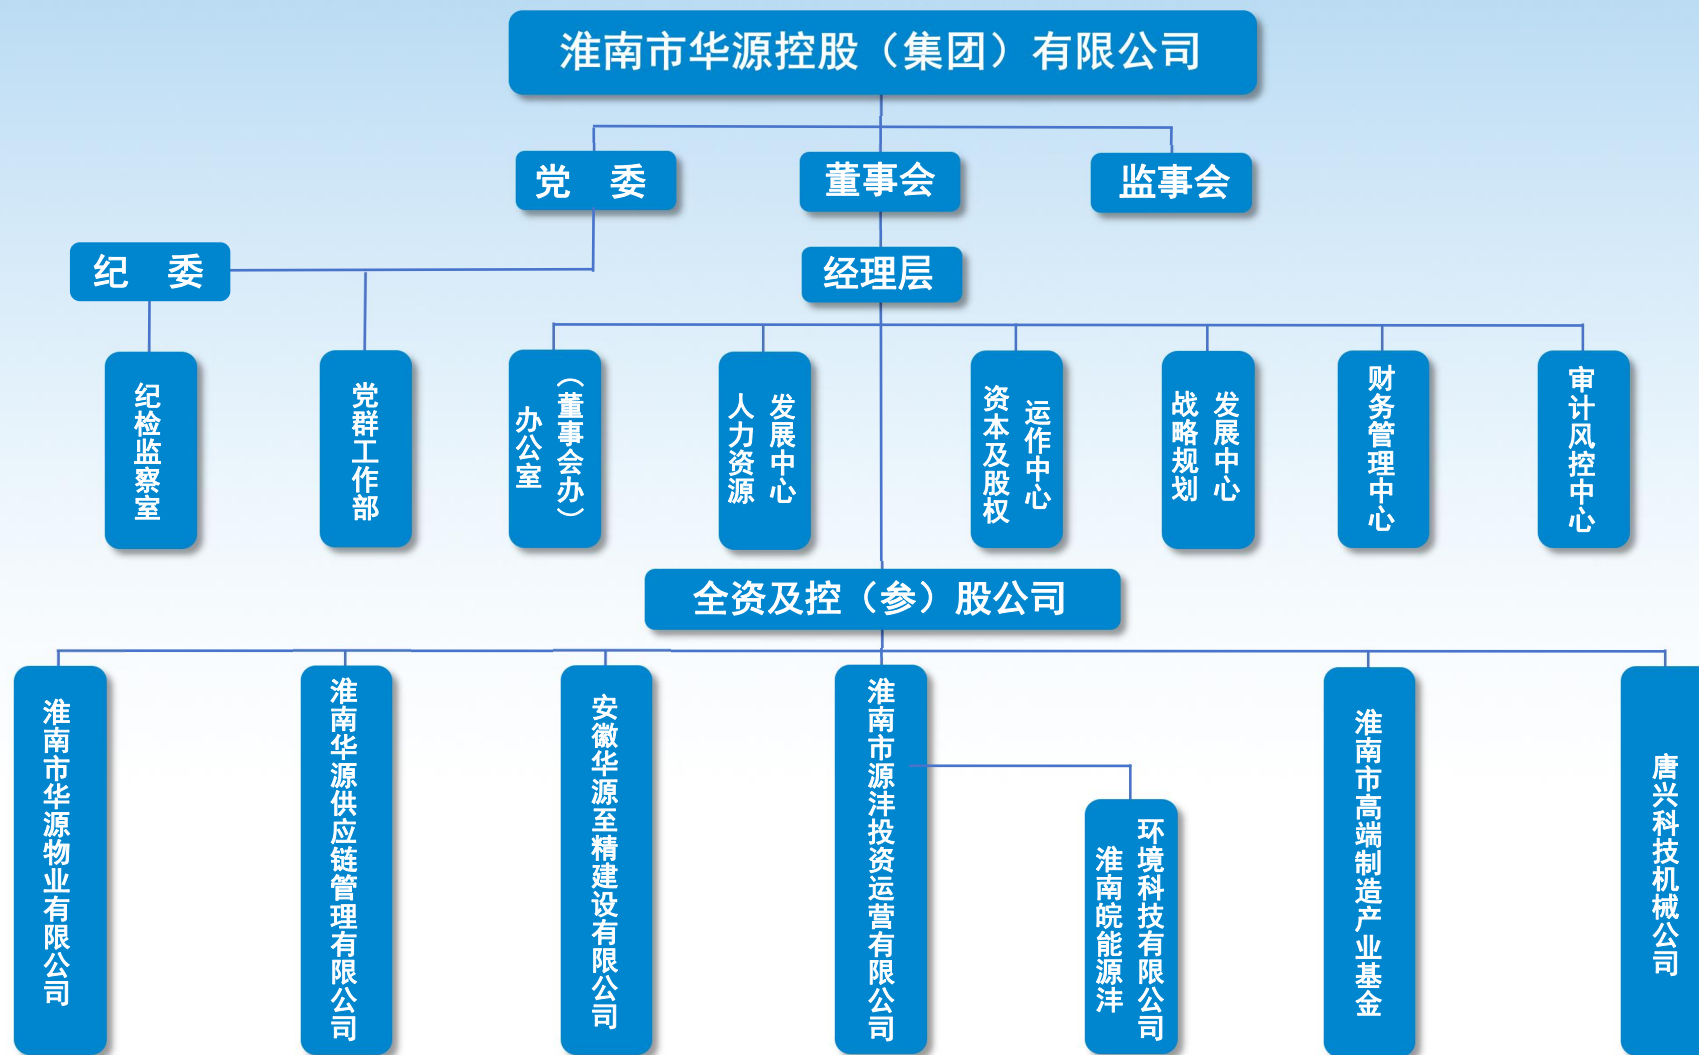 淮南市华源控股（集团）有限公司
党 委
董事会
监事会
纪 委
经理层
纪检监察室
党群工作部
办公室
（董事会办）
人力资源
发展中心
资本及股权
运作中心
战略规划
发展中心
财务管理中心
审计风控中心
全资及控（参）股公司
淮南市华源物业有限公司
淮南华源供应链管理有限公司
安徽华源至精建设有限公司
淮南市源沣投资运营有限公司
淮南皖能源沣
环境科技有限公司
淮南市高端制造产业基金
唐兴科技机械公司